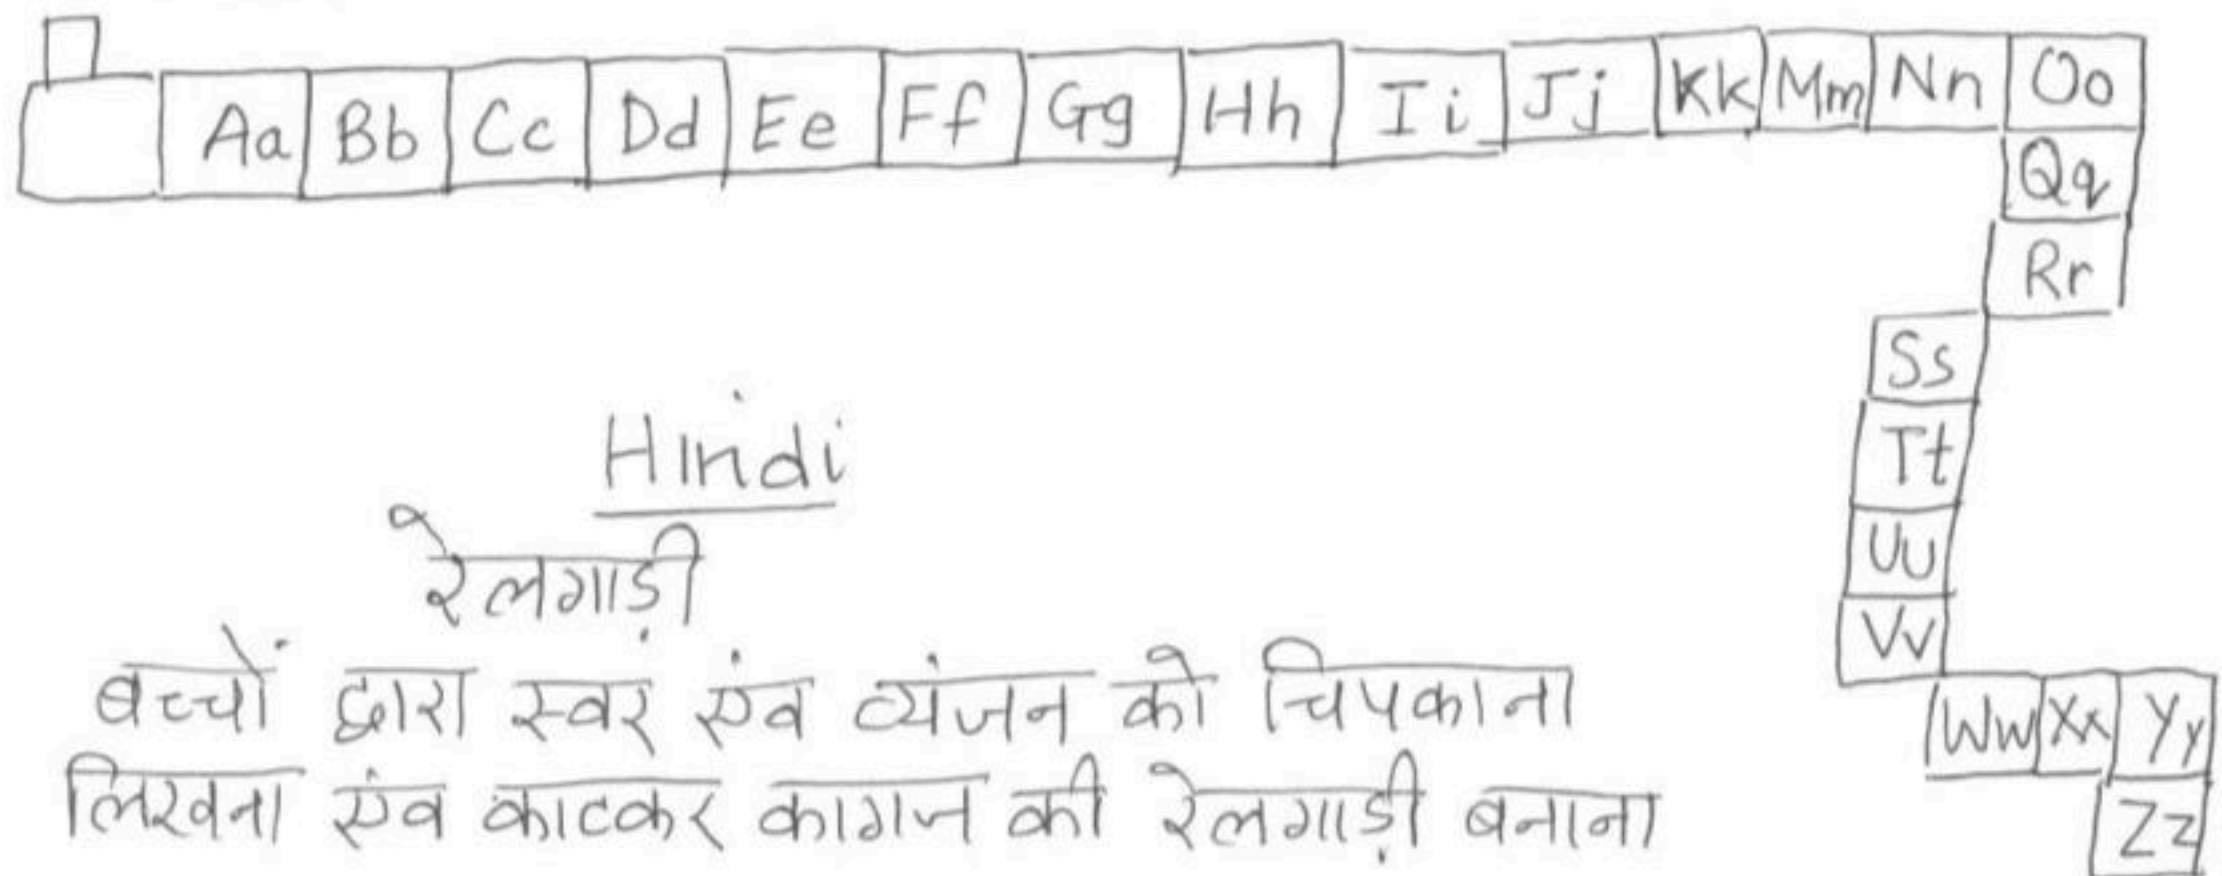 Aa Bb Cc Dd Ee Ff Gg Hh Ii Jj Kk Mm Nn Oo
Qq
Rr
Ss
Tt
Uu
Vv
Ww Xx Yy
Zz
Hindi
रेलगाड़ी
बच्चों द्वारा स्वर एंव व्यंजन को चिपकाना
लिखना एंव काटकर कागज की रेलगाड़ी बनाना